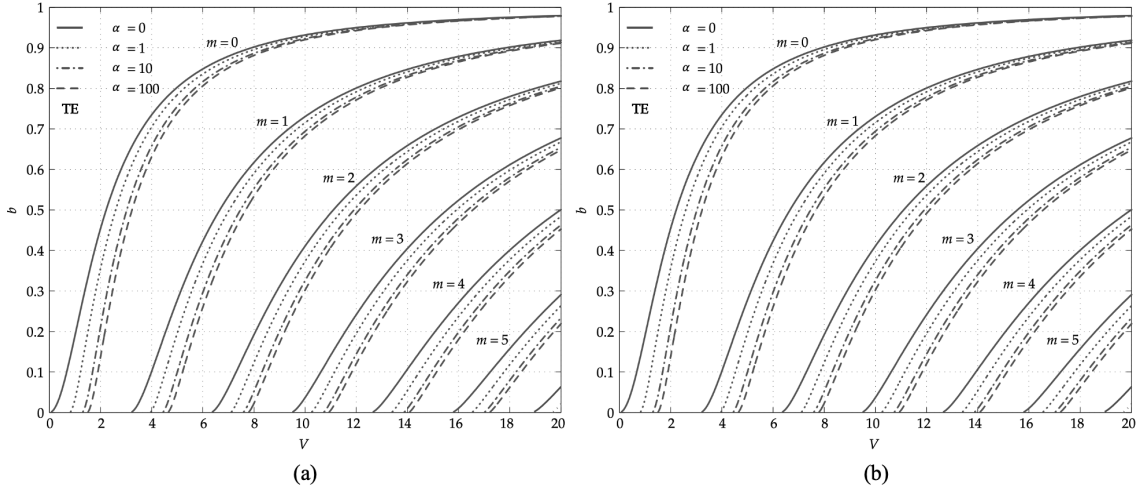 1
0.9
0.8
0.7
0.6
0.5
0.4
0.3
0.2
0.1
0
b
α = 0
α = 1
α = 10
α = 100
TE
m = 0
m = 1
m = 2
m = 3
m = 4
m = 5
0 2 4 6 8 10 12 14 16 18 20
V
(a)
1
0.9
0.8
0.7
0.6
0.5
0.4
0.3
0.2
0.1
0
b
α = 0
α = 1
α = 10
α = 100
TE
m = 0
m = 1
m = 2
m = 3
m = 4
m = 5
0 2 4 6 8 10 12 14 16 18 20
V
(b)